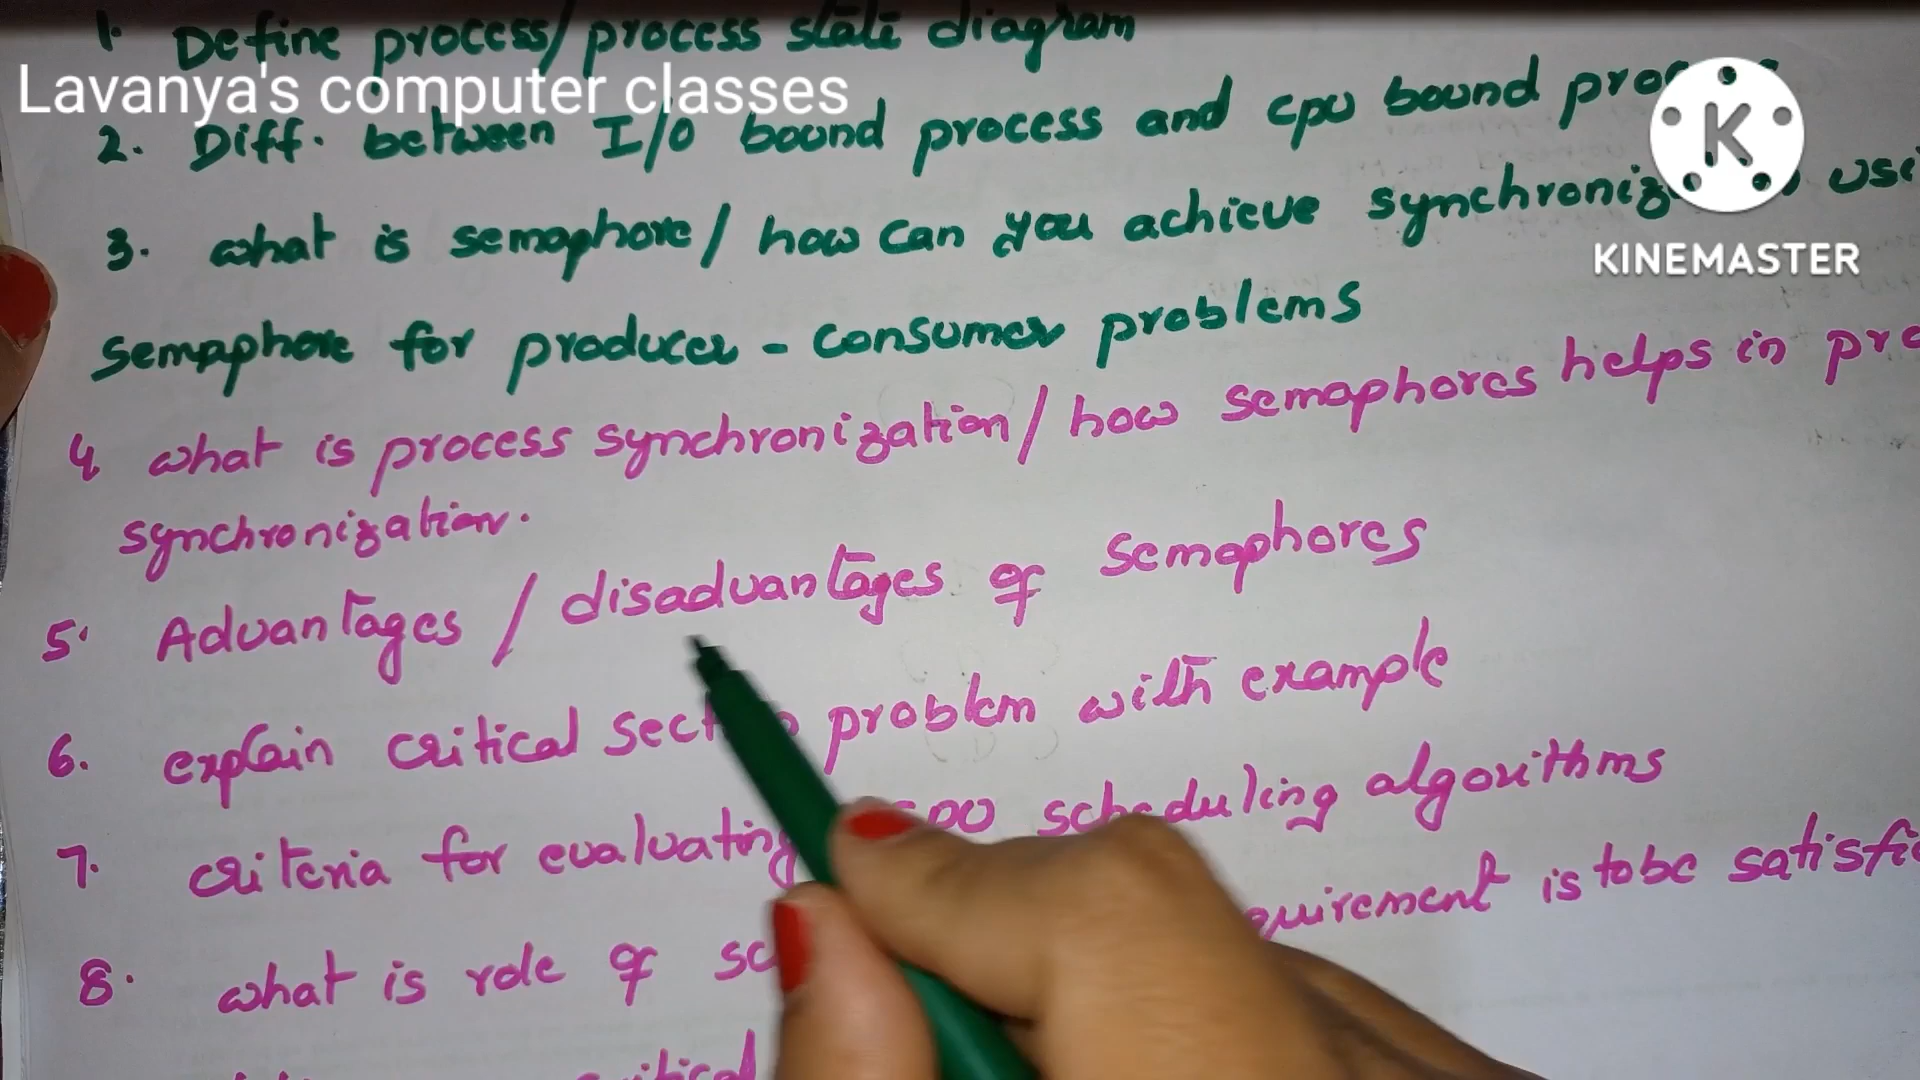 1. Define process/process state diagram
Lavanya's computer classes
2. Diff. between I/O bound process and cpu bound
3. what is semaphore/how can you achieve
KINEMASTER
semaphore for producer - consumer problems
4 what is process synchronization/how semaphores helps in
synchronization.
5. Advantages / disadvantages of semaphores
6. explain critical problem with example
7. criteria for evaluating scheduling algorithms
8. what is role of is to be
critical